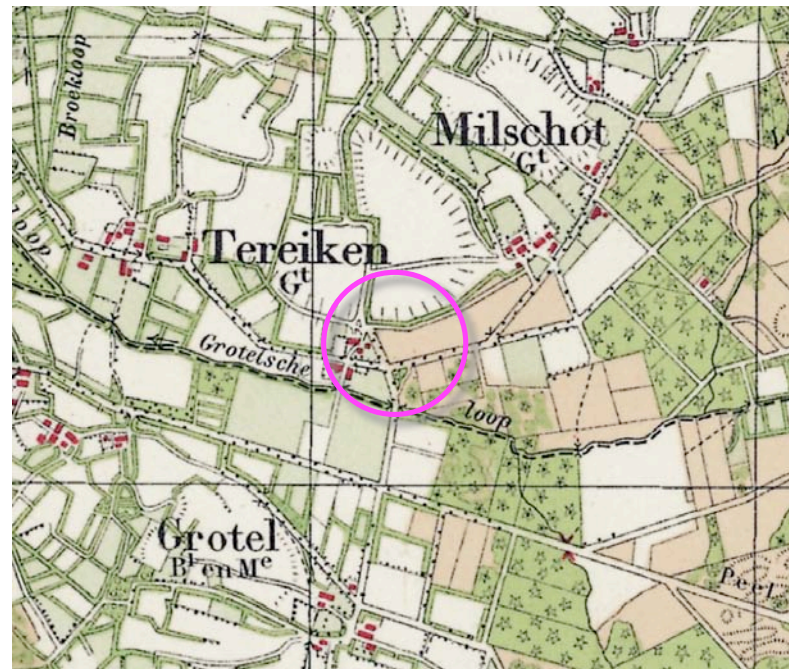 Broekloop
Milschot
Gt
Tereiken
Gt
loop
Grotelsche
loop
Grotel
Bt en Me
Peel